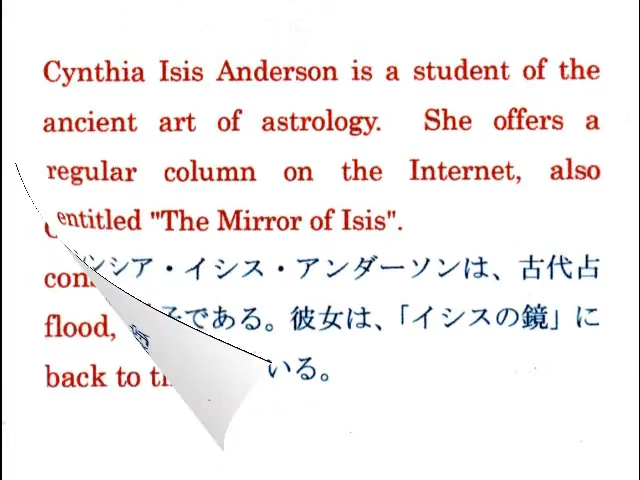 Cynthia Isis Anderson is a student of the
ancient art of astrology. She offers a
regular column on the Internet, also
entitled "The Mirror of Isis".
シンシア・イシス・アンダーソンは、古代占
子である。彼女は、「イシスの鏡」に
flood,
いる。
back to